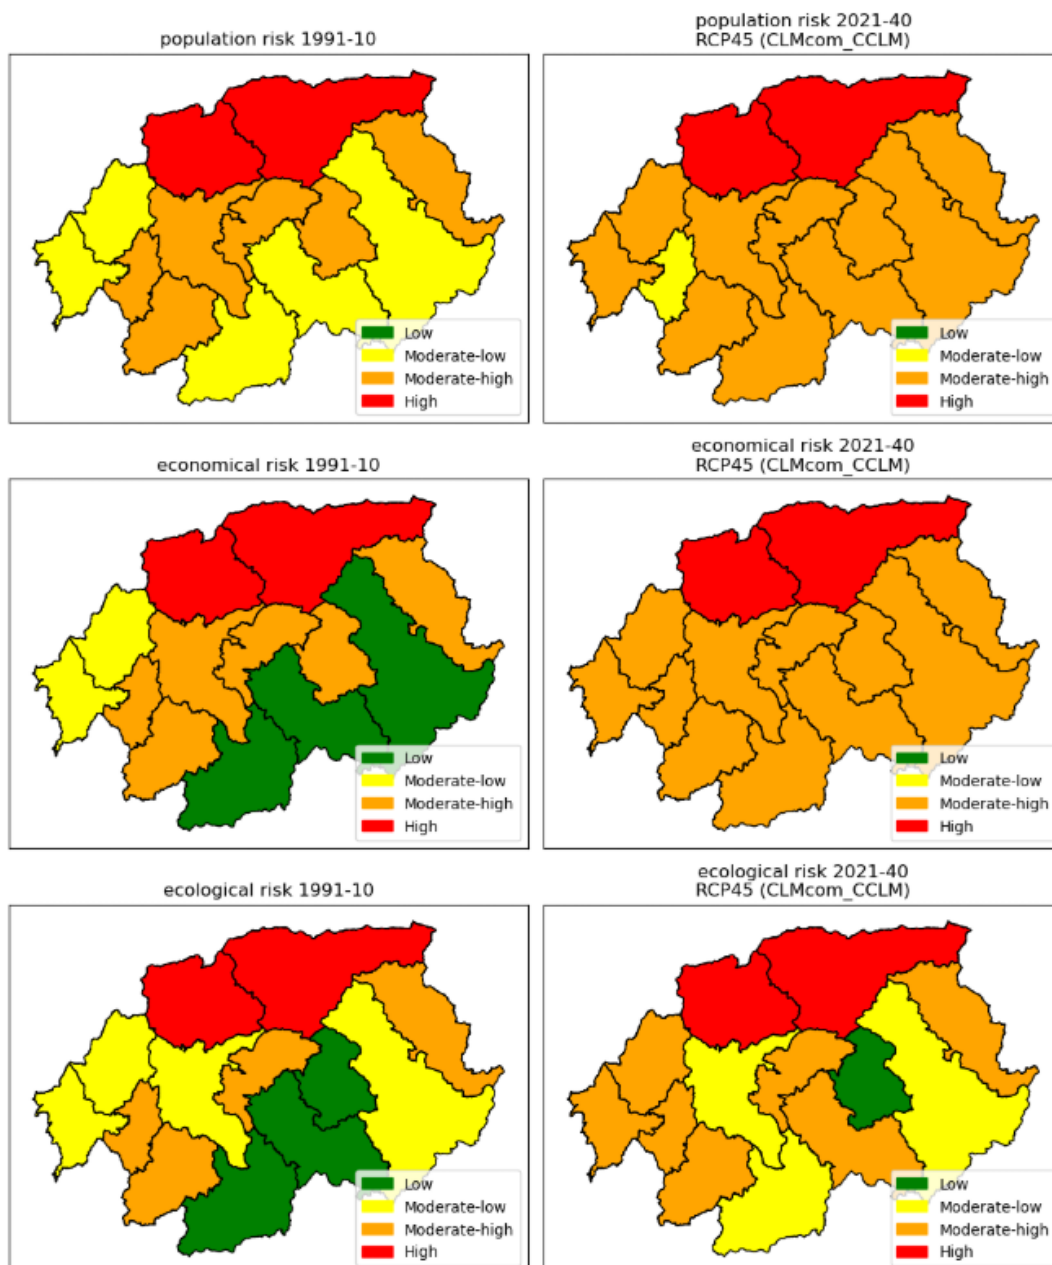 population risk 1991-10
population risk 2021-40
RCP45 (CLMcom_CCLM)
Low
Moderate-low
Moderate-high
High
Low
Moderate-low
Moderate-high
High
economical risk 1991-10
economical risk 2021-40
RCP45 (CLMcom_CCLM)
Low
Moderate-low
Moderate-high
High
Low
Moderate-low
Moderate-high
High
ecological risk 1991-10
ecological risk 2021-40
RCP45 (CLMcom_CCLM)
Low
Moderate-low
Moderate-high
High
Low
Moderate-low
Moderate-high
High